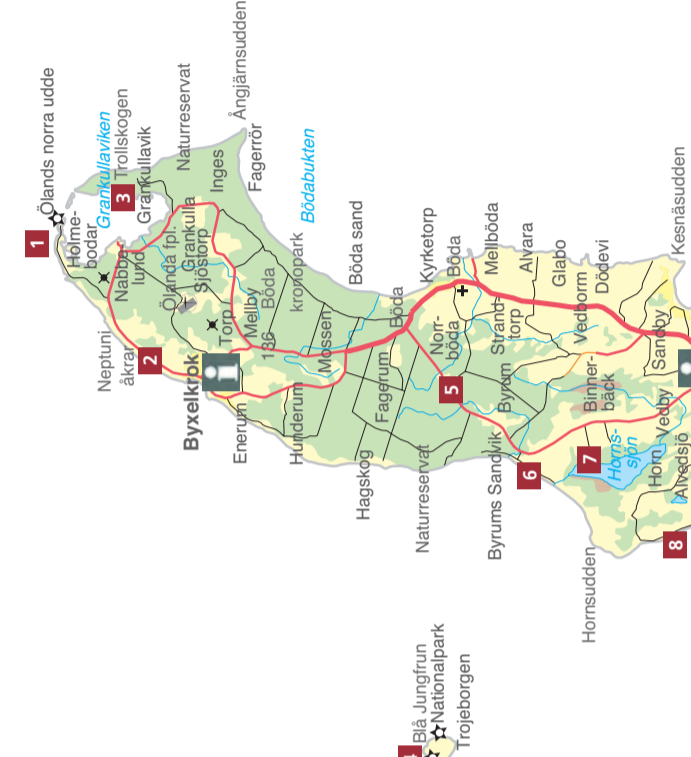 1
Ölands norra udde
Holme-
bodar
Grankullaviken
3
Trollskogen
Grankullavik
Naturreservat
Ängjärnsudden
Fagerrör
Inges
Nabbe-
lund
Neptuni
åkrar
2
Ölanda fpl.
Grankulla
Sjöstorp
Torp
Mellby
136
Böda
kronopark
Bödabukten
Byxelkrok
i
Enerum
Hunderum
Mossen
Böda sand
Hagskog
Fagerum
Böda
Kyrketorp
Böda
Mellböda
Norr-
böda
5
Strand-
torp
Alvara
Glabo
Dödevi
Vedborm
Naturreservat
Byrums Sandvik
Byrum
6
Binner-
bäck
7
Horns-
sjön
Sandby
Kesnäsudden
Vedby
Horn
Alvedsjö
8
Hornsudden
Blå Jungfrun
Nationalpark
Trojeborgen